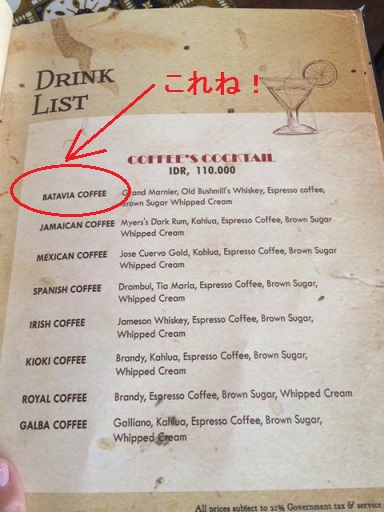 DRINK
LIST
これね！
COFFEE'S COCKTAIL
IDR, 110.000
BATAVIA COFFEE Grand Marnier, Old Bushmill's Whiskey, Espresso coffee,
Brown Sugar Whipped Cream
JAMAICAN COFFEE Myers's Dark Rum, Kahlua, Espresso Coffee, Brown Sugar
Whipped Cream
MEXICAN COFFEE Jose Cuervo Gold, Kahlua, Espresso Coffee, Brown Sugar
Whipped Cream
SPANISH COFFEE Drambui, Tia Maria, Espresso Coffee, Brown Sugar,
Whipped Cream
IRISH COFFEE Jameson Whiskey, Espresso Coffee, Brown Sugar,
Whipped Cream
KIOKI COFFEE Brandy, Kahlua, Espresso Coffee, Brown Sugar,
Whipped Cream
ROYAL COFFEE Brandy, Espresso Coffee, Brown Sugar, Whipped Cream
GALBA COFFEE Galliano, Kahlua, Espresso Coffee, Brown Sugar,
Whipped Cream
All prices subject to 21% Government tax & service